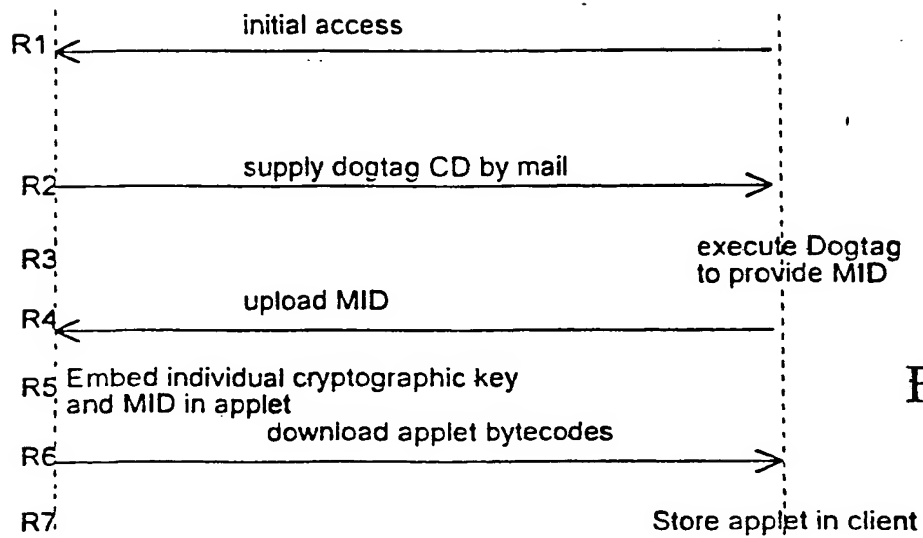 initial access
R1
supply dogtag CD by mail
R2
R3
execute Dogtag
to provide MID
upload MID
R4
R5 Embed individual cryptographic key
and MID in applet
download applet bytecodes
R6
R7
Store applet in client